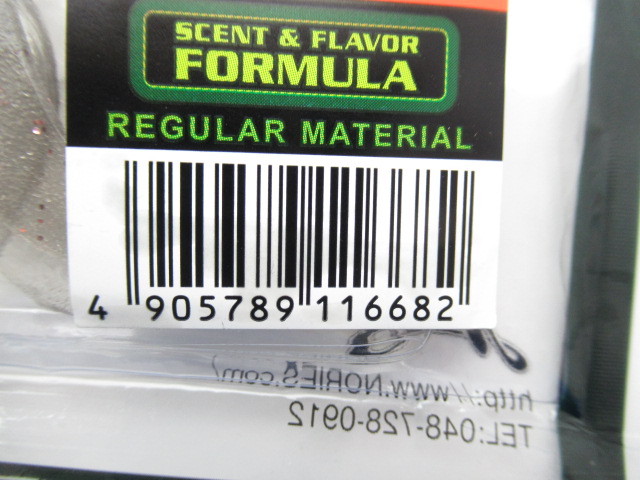 SCENT & FLAVOR
FORMULA
REGULAR MATERIAL
4 905789 116682
http://www.NORIES.com/
TEL:048-728-0912